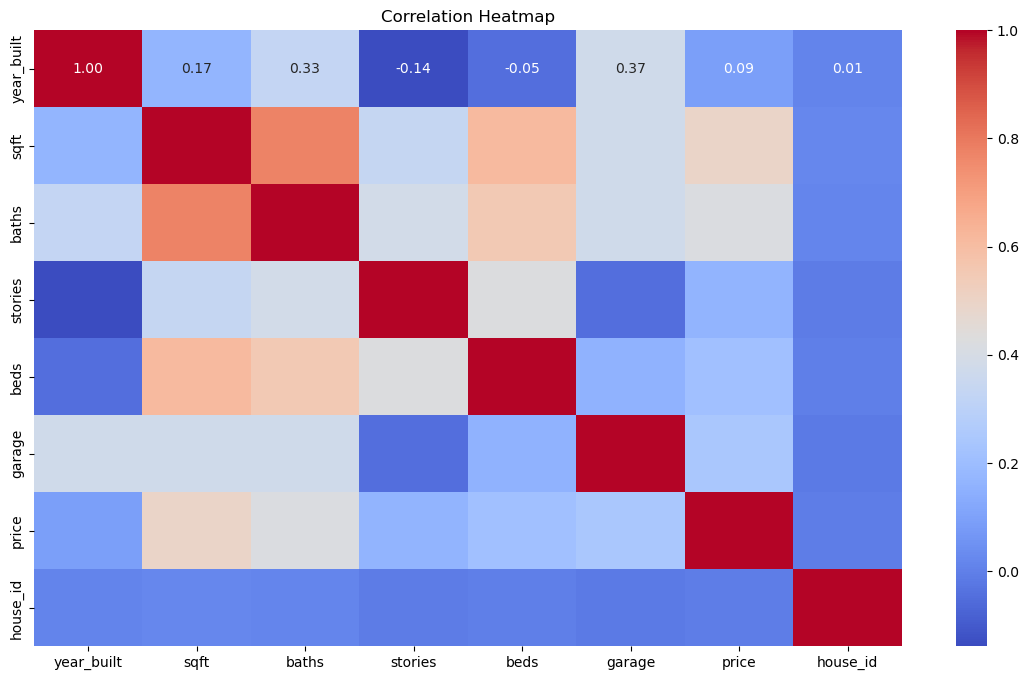 Correlation Heatmap
year_built 1.00 0.17 0.33 -0.14 -0.05 0.37 0.09 0.01
sqft
baths
stories
beds
garage
price
house_id
year_built sqft baths stories beds garage price house_id
1.0
0.8
0.6
0.4
0.2
0.0